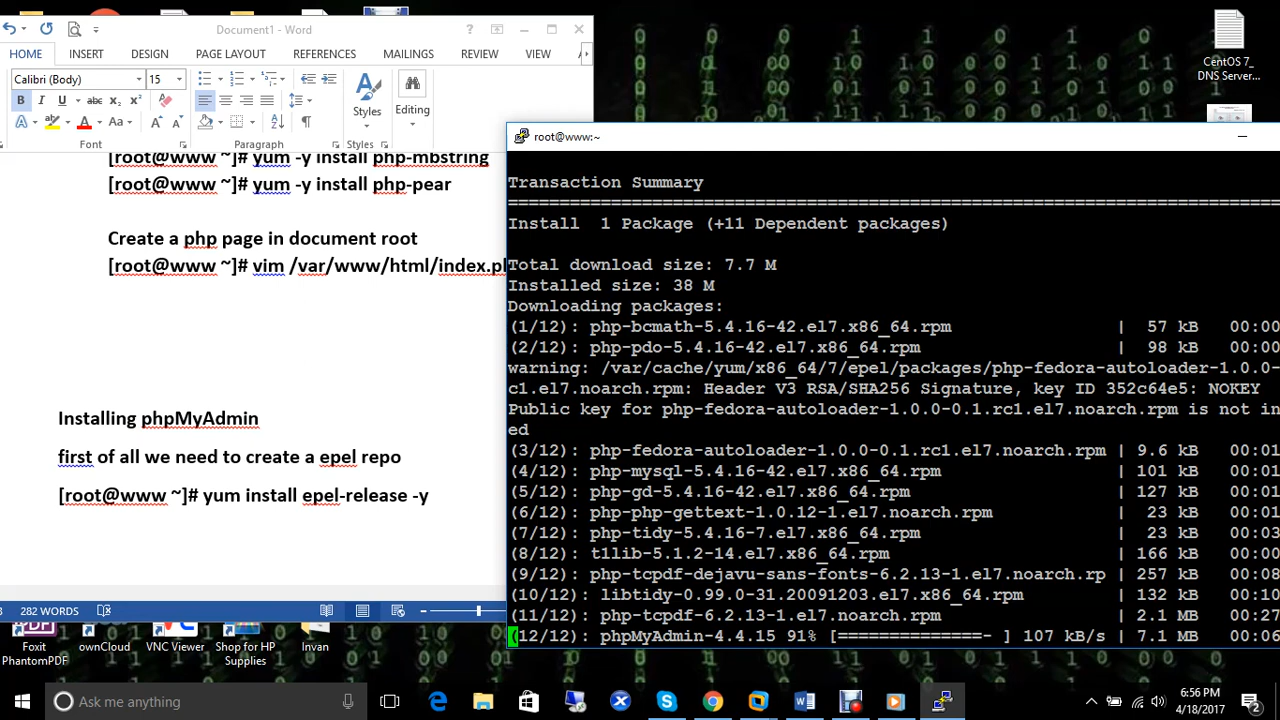 Document1 - Word
?
HOME INSERT DESIGN PAGE LAYOUT REFERENCES MAILINGS REVIEW VIEW
Calibri (Body) 15
B I U abc x₂ x²
A A Aa A A
Styles
Editing
Font Paragraph Styles
[root@www ~]# yum -y install php-mbstring
[root@www ~]# yum -y install php-pear
Create a php page in document root
[root@www ~]# vim /var/www/html/index.ph
Installing phpMyAdmin
first of all we need to create a epel repo
[root@www ~]# yum install epel-release -y
282 WORDS
CentOS 7_
DNS Server...
root@www:~
Transaction Summary
================================================================
Install 1 Package (+11 Dependent packages)
Total download size: 7.7 M
Installed size: 38 M
Downloading packages:
(1/12): php-bcmath-5.4.16-42.el7.x86_64.rpm | 57 kB 00:00
(2/12): php-pdo-5.4.16-42.el7.x86_64.rpm | 98 kB 00:00
warning: /var/cache/yum/x86_64/7/epel/packages/php-fedora-autoloader-1.0.0-
c1.el7.noarch.rpm: Header V3 RSA/SHA256 Signature, key ID 352c64e5: NOKEY
Public key for php-fedora-autoloader-1.0.0-0.1.rc1.el7.noarch.rpm is not in
ed
(3/12): php-fedora-autoloader-1.0.0-0.1.rc1.el7.noarch.rpm | 9.6 kB 00:01
(4/12): php-mysql-5.4.16-42.el7.x86_64.rpm | 101 kB 00:01
(5/12): php-gd-5.4.16-42.el7.x86_64.rpm | 127 kB 00:01
(6/12): php-php-gettext-1.0.12-1.el7.noarch.rpm | 23 kB 00:01
(7/12): php-tidy-5.4.16-7.el7.x86_64.rpm | 23 kB 00:03
(8/12): t1lib-5.1.2-14.el7.x86_64.rpm | 166 kB 00:01
(9/12): php-tcpdf-dejavu-sans-fonts-6.2.13-1.el7.noarch.rp | 257 kB 00:08
(10/12): libtidy-0.99.0-31.20091203.el7.x86_64.rpm | 132 kB 00:10
(11/12): php-tcpdf-6.2.13-1.el7.noarch.rpm | 2.1 MB 00:27
(12/12): phpMyAdmin-4.4.15 91% [==============- ] 107 kB/s | 7.1 MB 00:06
PDF
Foxit
PhantomPDF
ownCloud
VNC Viewer
Shop for HP
Supplies
Invan
Ask me anything
6:56 PM
4/18/2017
2